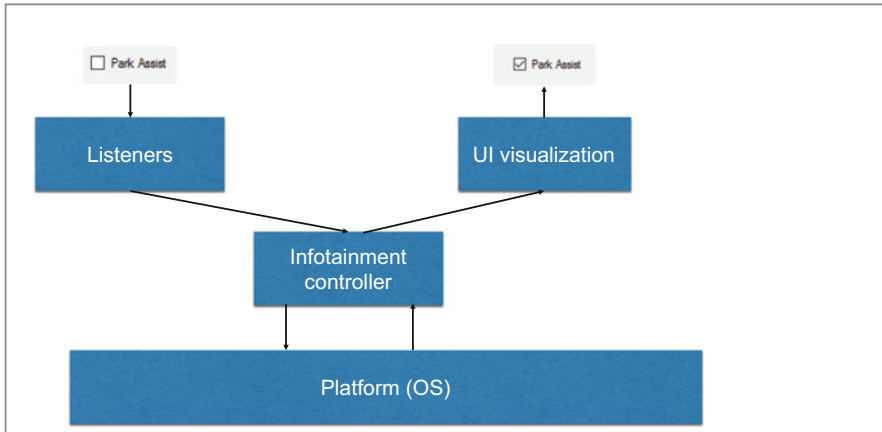 Park Assist
Park Assist
Listeners
UI visualization
Infotainment
controller
Platform (OS)